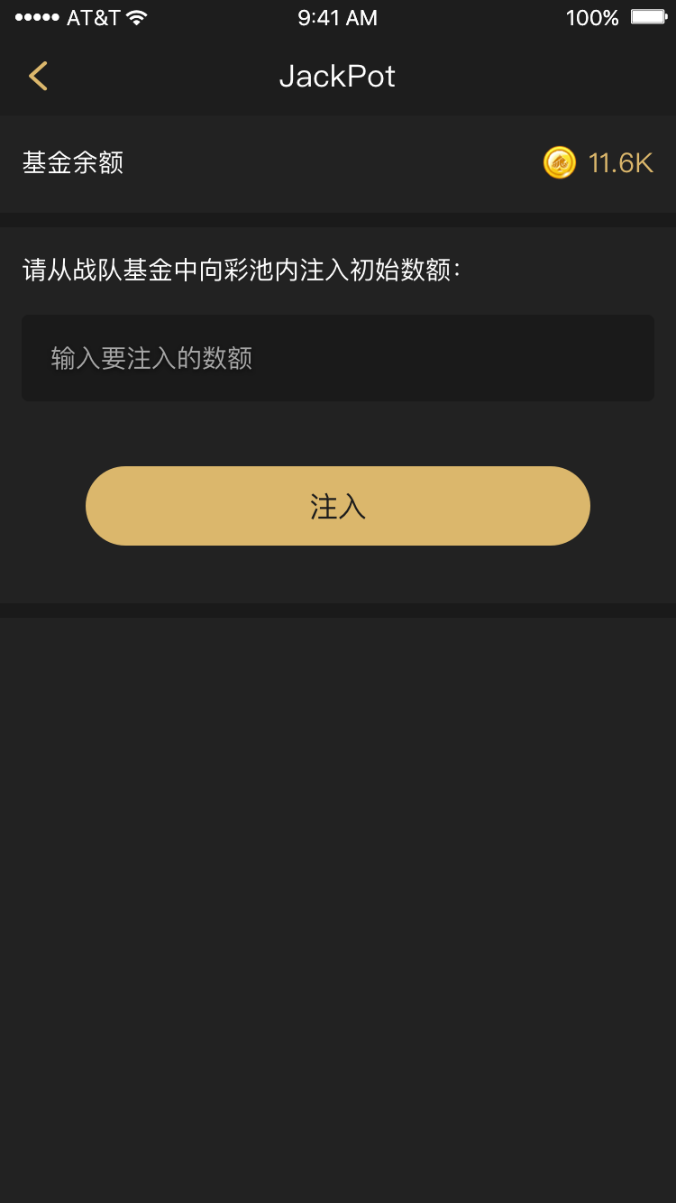 ●●●●● AT&T 9:41 AM 100%
JackPot
基金余额 11.6K
请从战队基金中向彩池内注入初始数额：
输入要注入的数额
注入